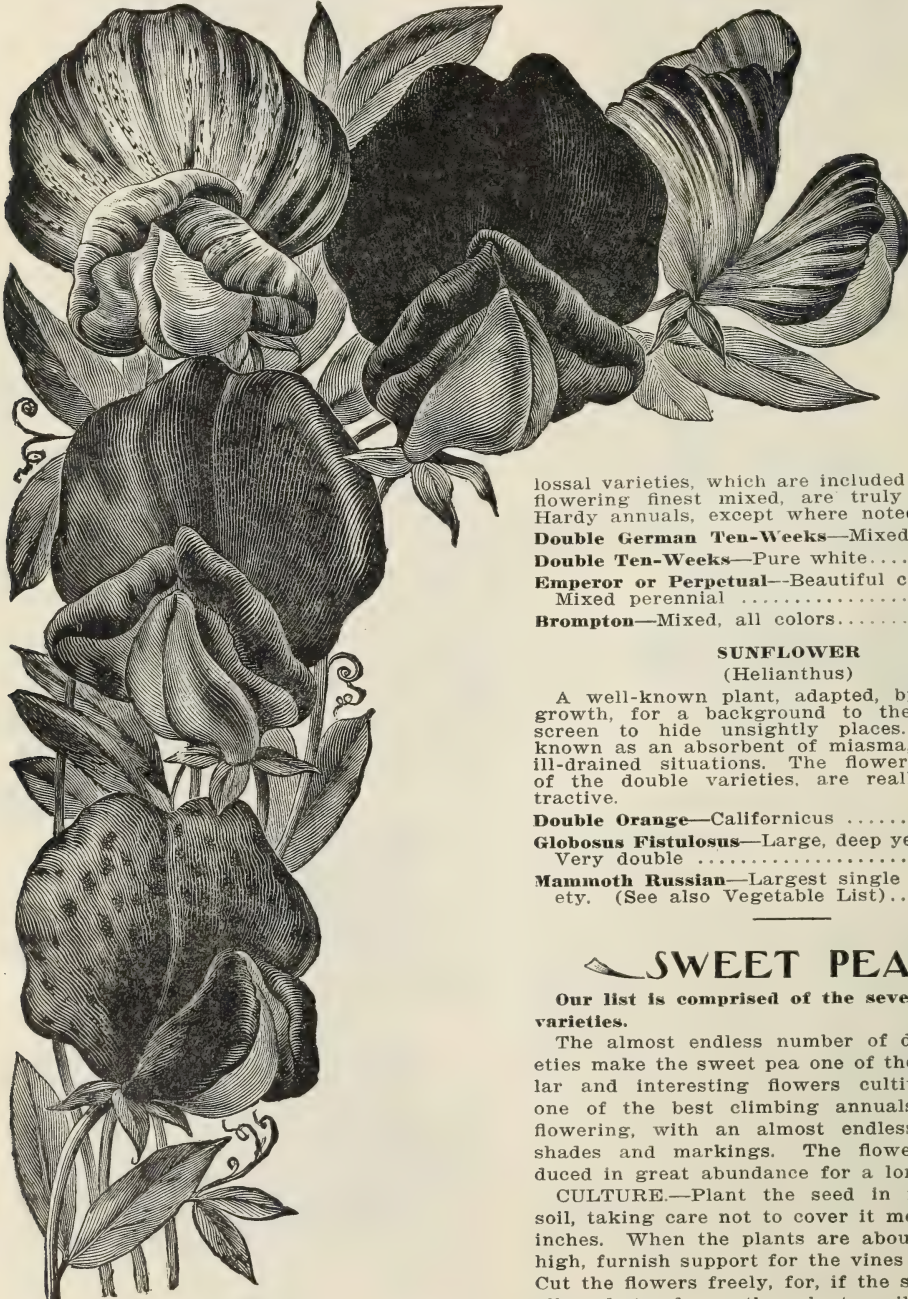 lossal varieties, which are included
flowering finest mixed, are truly
Hardy annuals, except where noted
Double German Ten-Weeks—Mixed
Double Ten-Weeks—Pure white....
Emperor or Perpetual—Beautiful c
Mixed perennial ................
Brompton—Mixed, all colors.......
SUNFLOWER
(Helianthus)
A well-known plant, adapted, b
growth, for a background to the
screen to hide unsightly places.
known as an absorbent of miasma
ill-drained situations. The flower
of the double varieties, are real
tractive.
Double Orange—Californicus ......
Globosus Fistulosus—Large, deep ye
Very double ....................
Mammoth Russian—Largest single
ety. (See also Vegetable List)..
SWEET PEA
Our list is comprised of the seve
varieties.
The almost endless number of d
eties make the sweet pea one of the
lar and interesting flowers culti
one of the best climbing annuals
flowering, with an almost endless
shades and markings. The flowe
duced in great abundance for a lon
CULTURE.—Plant the seed in
soil, taking care not to cover it mo
inches. When the plants are abou
high, furnish support for the vines
Cut the flowers freely, for, if the s